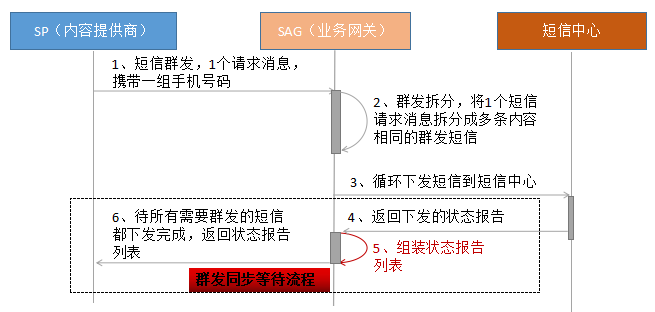 SP（内容提供商）
SAG（业务网关）
短信中心
1、短信群发，1个请求消息，
携带一组手机号码
2、群发拆分，将1个短信
请求消息拆分成多条内容
相同的群发短信
3、循环下发短信到短信中心
4、返回下发的状态报告
5、组装状态报告
列表
6、待所有需要群发的短信
都下发完成，返回状态报告
列表
群发同步等待流程